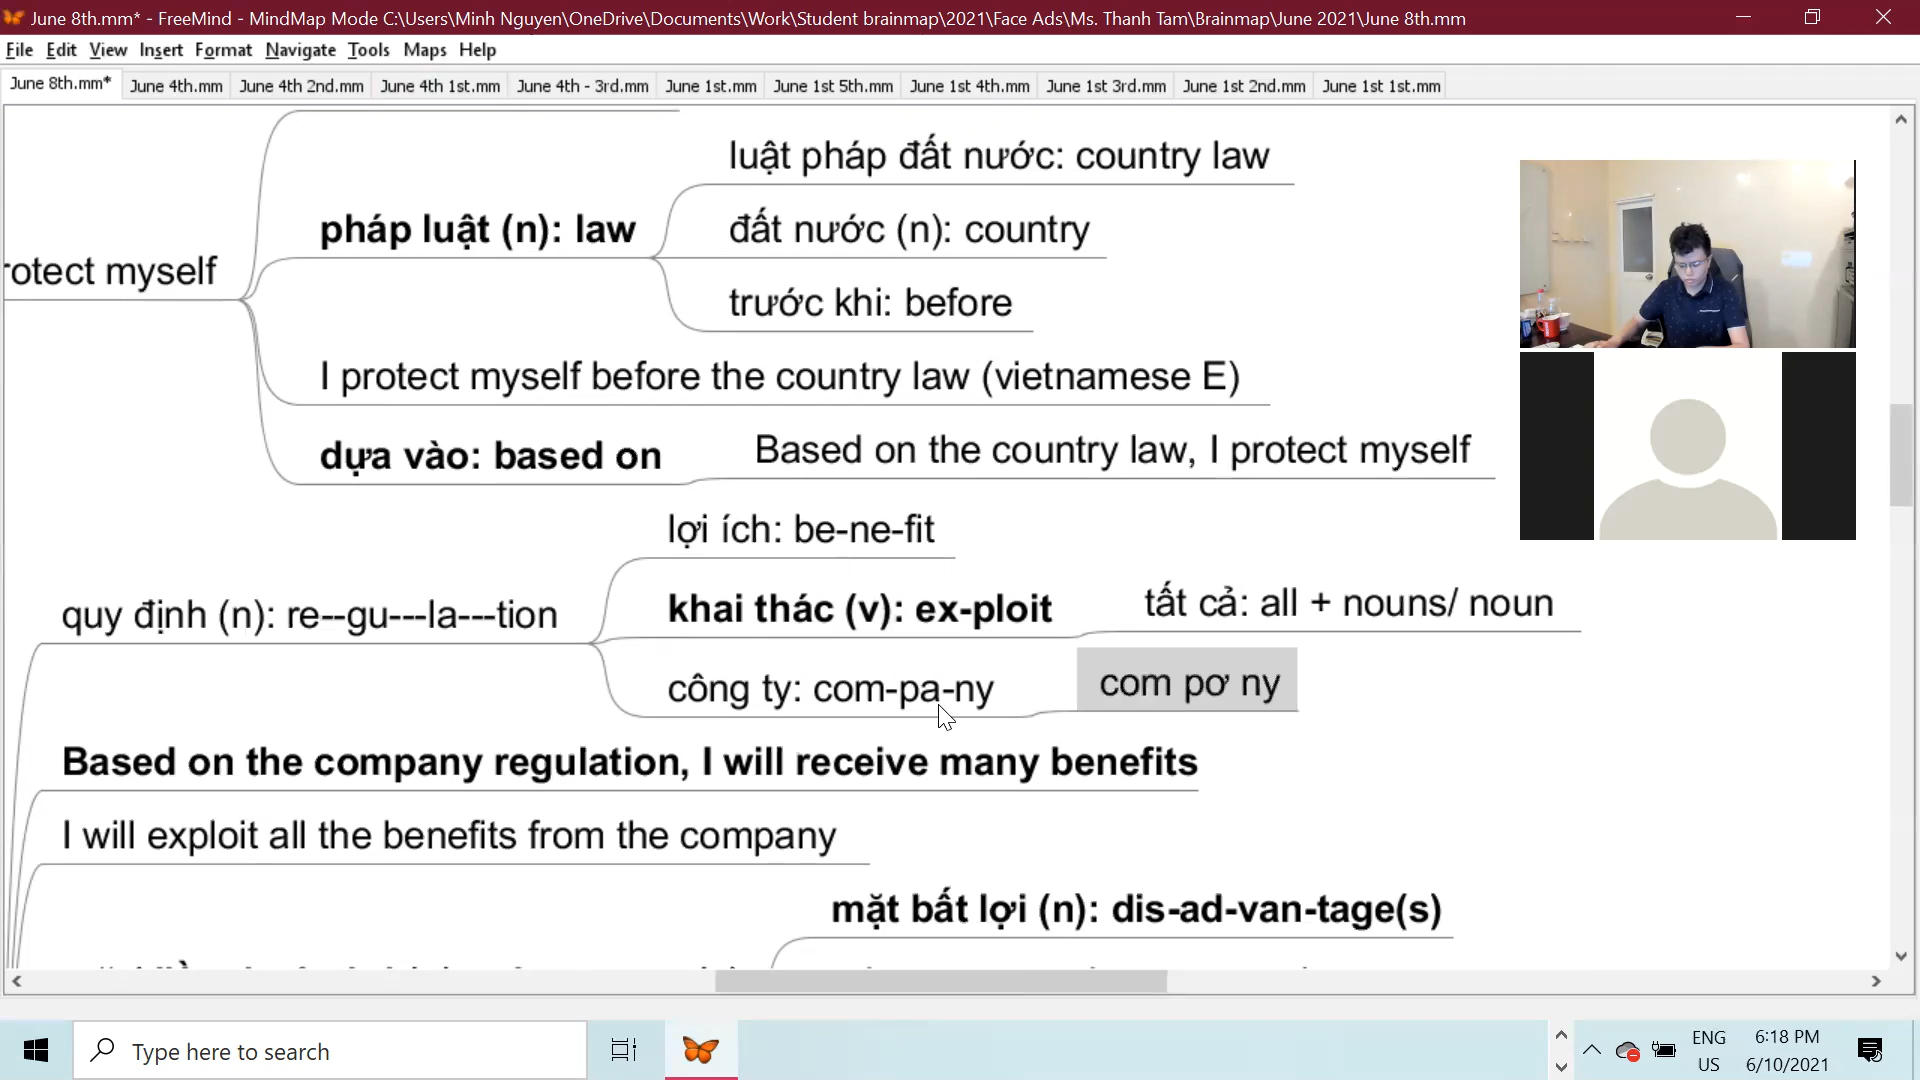 June 8th.mm* - FreeMind - MindMap Mode C:\Users\Minh Nguyen\OneDrive\Documents\Work\Student brainmap\2021\Face Ads\Ms. Thanh Tam\Brainmap\June 2021\June 8th.mm
File Edit View Insert Format Navigate Tools Maps Help
June 8th.mm* June 4th.mm June 4th 2nd.mm June 4th 1st.mm June 4th - 3rd.mm June 1st.mm June 1st 5th.mm June 1st 4th.mm June 1st 3rd.mm June 1st 2nd.mm June 1st 1st.mm
rotect myself
pháp luật (n): law
luật pháp đất nước: country law
đất nước (n): country
trước khi: before
I protect myself before the country law (vietnamese E)
dựa vào: based on
Based on the country law, I protect myself
quy định (n): re--gu---la---tion
lợi ích: be-ne-fit
khai thác (v): ex-ploit
tất cả: all + nouns/ noun
công ty: com-pa-ny
com pơ ny
Based on the company regulation, I will receive many benefits
I will exploit all the benefits from the company
mặt bất lợi (n): dis-ad-van-tage(s)
Type here to search
ENG
US
6:18 PM
6/10/2021